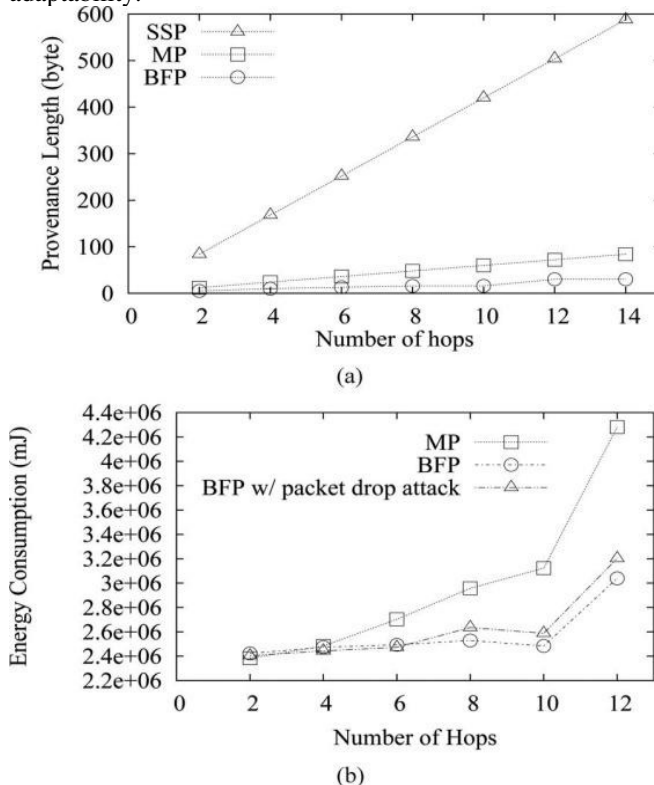 adaptability.
600
500
400
300
200
100
0
Provenance Length (byte)
SSP
MP
BFP
0 2 4 6 8 10 12 14
Number of hops
(a)
4.4e+06
4.2e+06
4e+06
3.8e+06
3.6e+06
3.4e+06
3.2e+06
3e+06
2.8e+06
2.6e+06
2.4e+06
2.2e+06
Energy Consumption (mJ)
MP
BFP
BFP w/ packet drop attack
0 2 4 6 8 10 12
Number of Hops
(b)